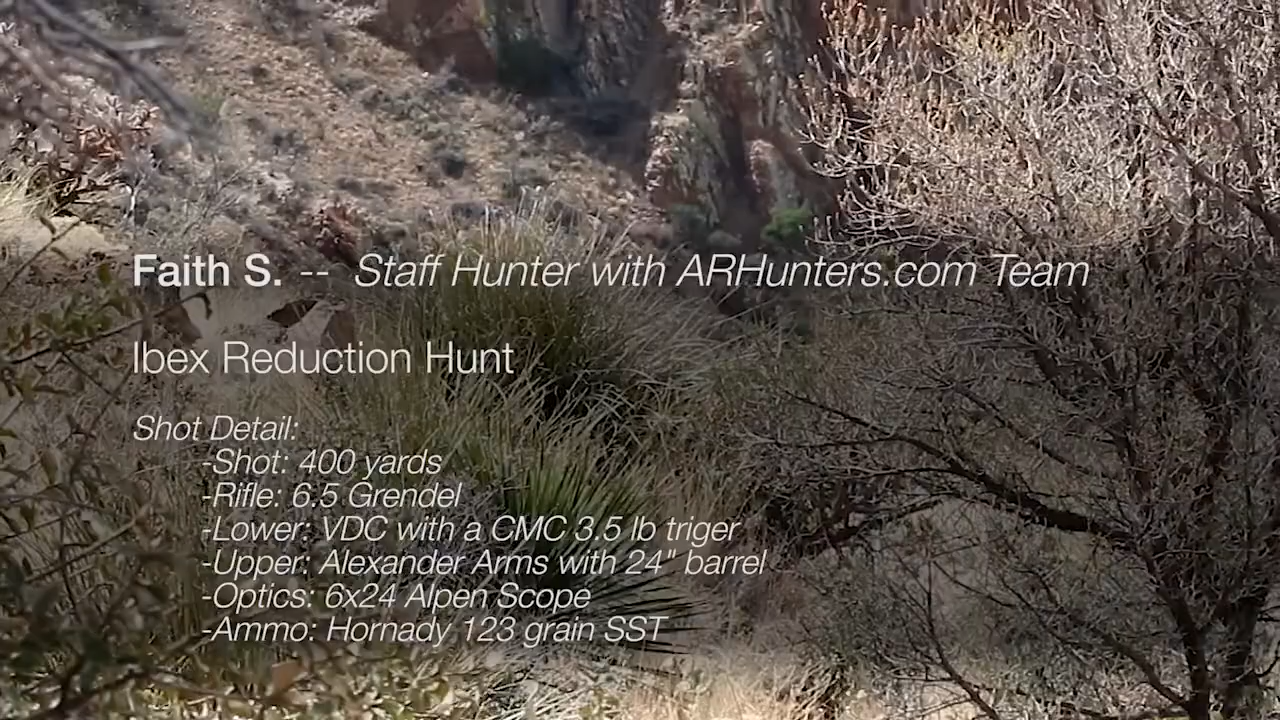 Faith S. -- Staff Hunter with ARHunters.com Team
Ibex Reduction Hunt
Shot Detail:
-Shot: 400 yards
-Rifle: 6.5 Grendel
-Lower: VDC with a CMC 3.5 lb triger
-Upper: Alexander Arms with 24" barrel
-Optics: 6x24 Alpen Scope
-Ammo: Hornady 123 grain SST